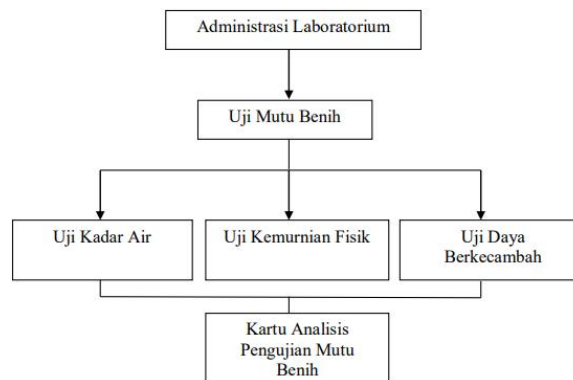 Administrasi Laboratorium
Uji Mutu Benih
Uji Kadar Air
Uji Kemurnian Fisik
Uji Daya
Berkecambah
Kartu Analisis
Pengujian Mutu
Benih